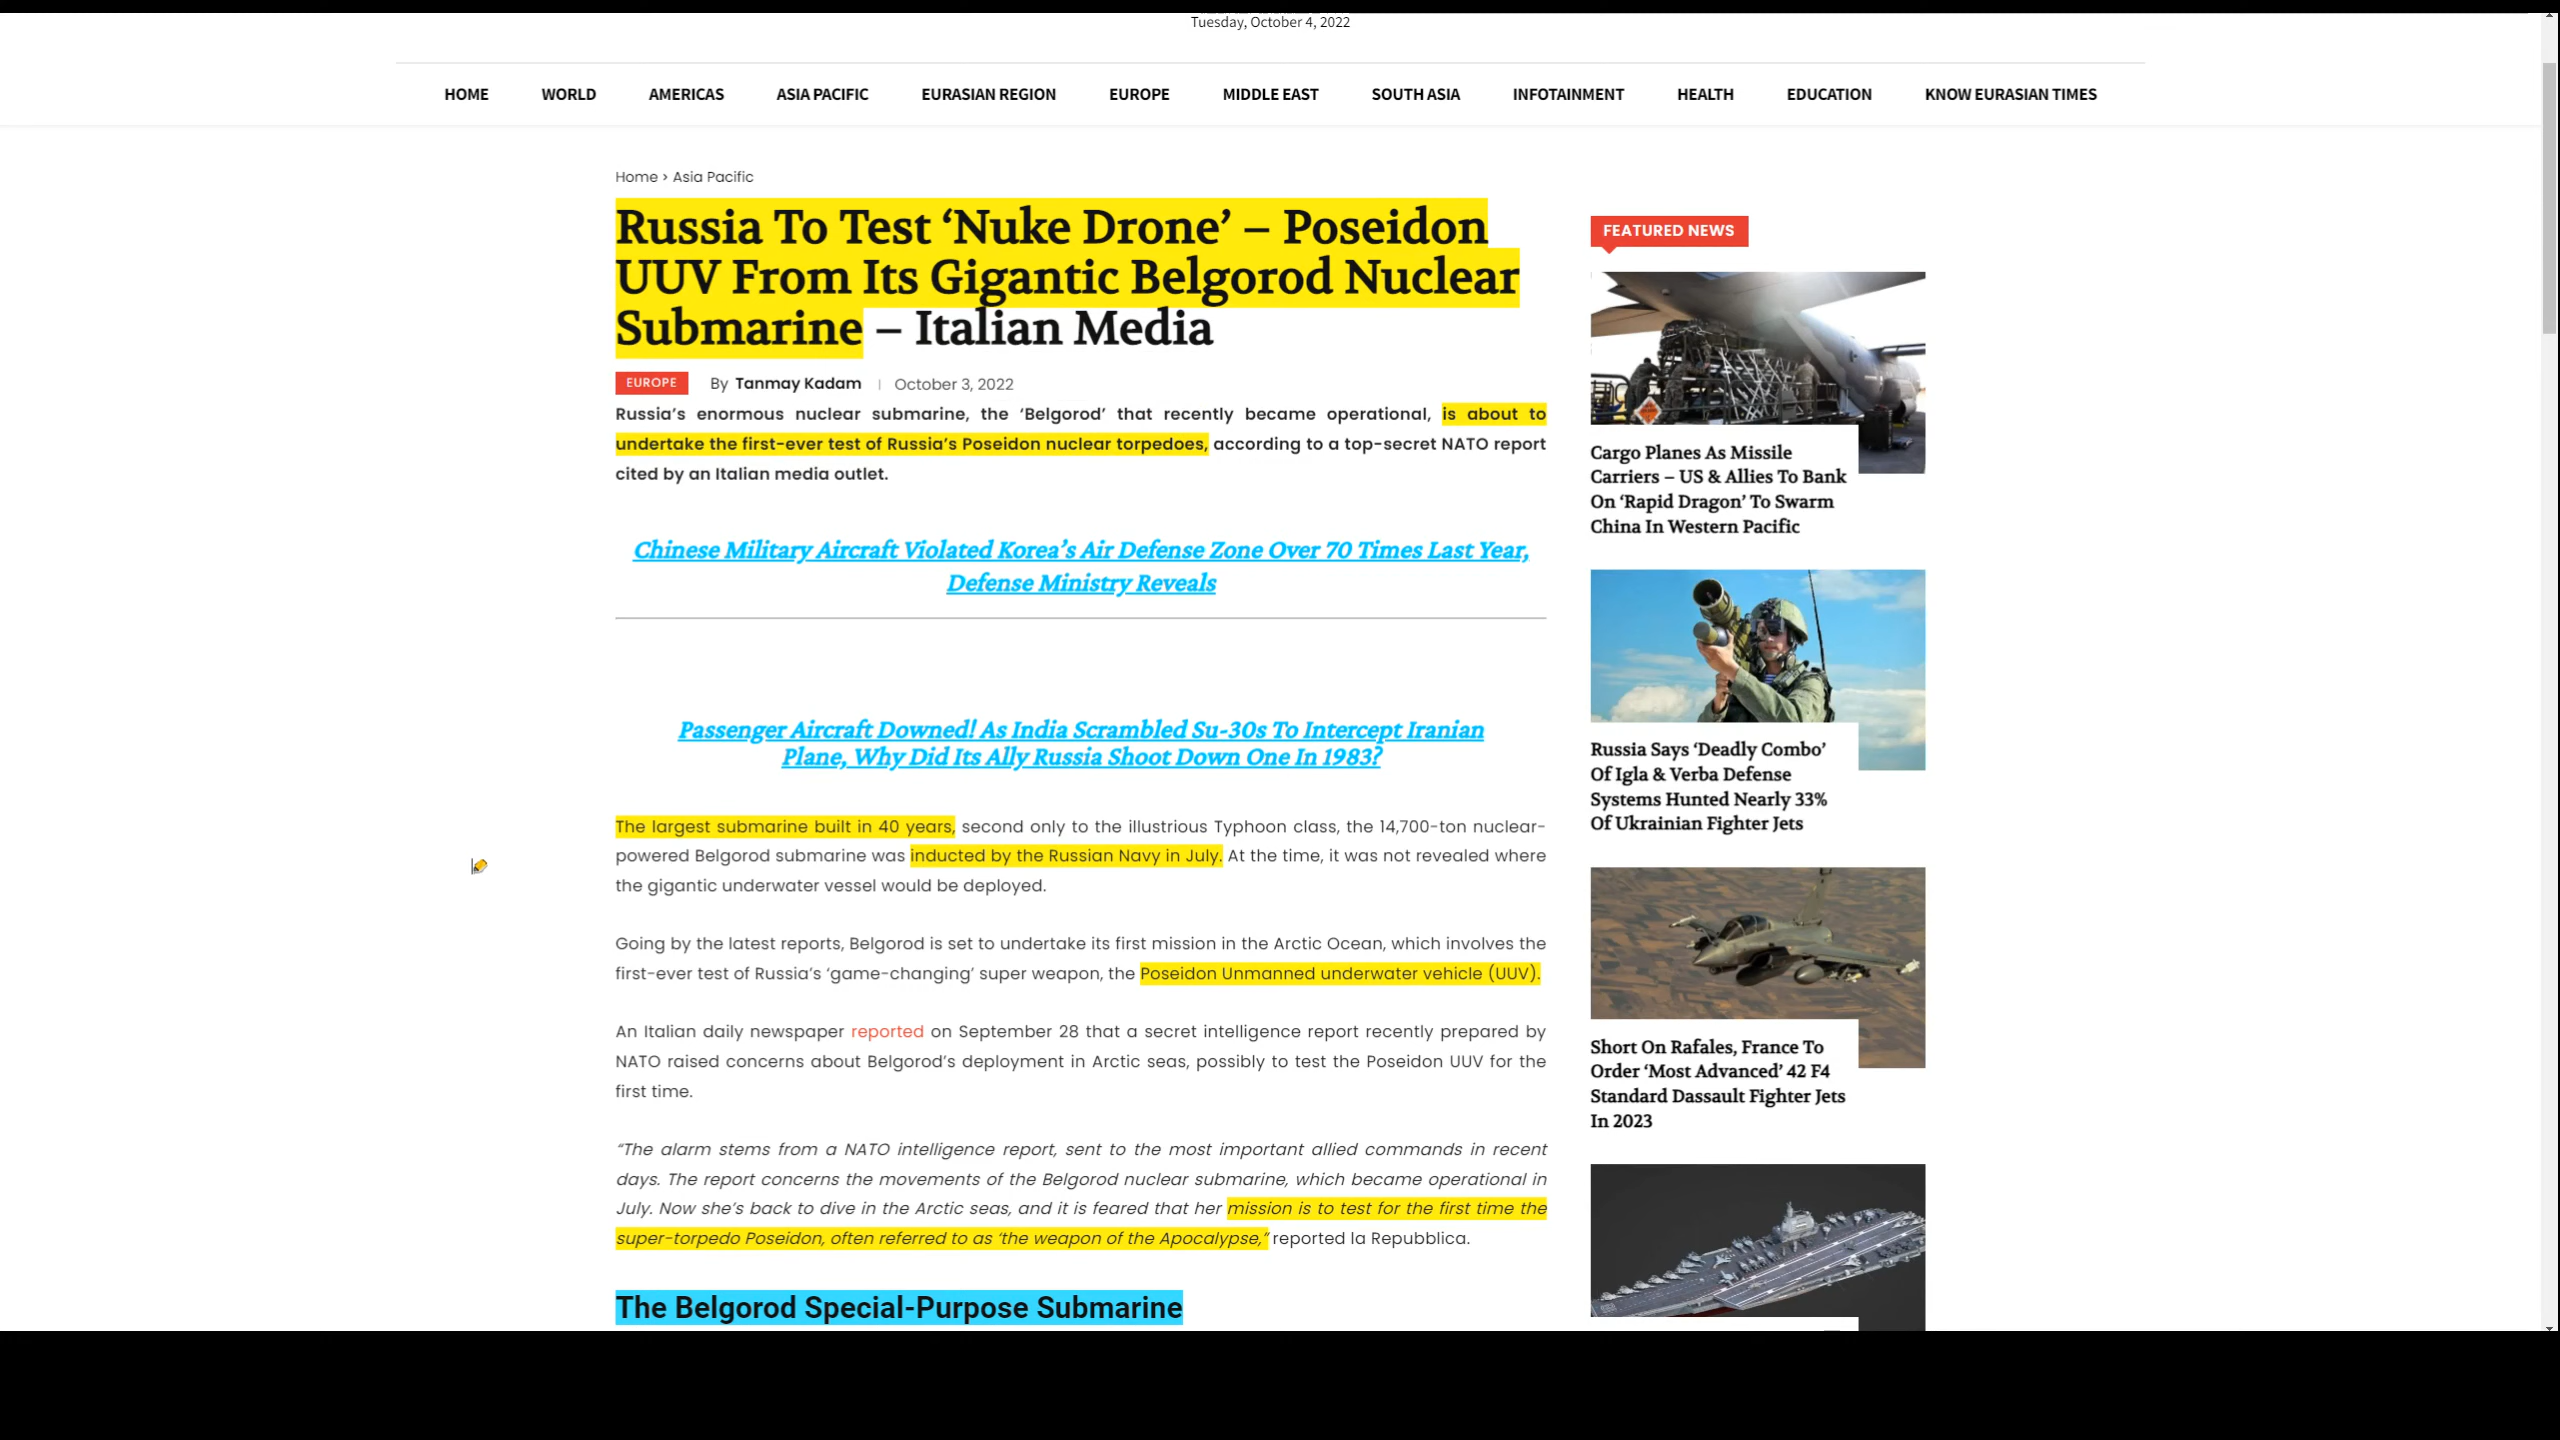 Tuesday, October 4, 2022
HOME WORLD AMERICAS ASIA PACIFIC EURASIAN REGION EUROPE MIDDLE EAST SOUTH ASIA INFOTAINMENT HEALTH EDUCATION KNOW EURASIAN TIMES
Home › Asia Pacific
Russia To Test ‘Nuke Drone’ – Poseidon
UUV From Its Gigantic Belgorod Nuclear
Submarine – Italian Media
EUROPE By Tanmay Kadam | October 3, 2022
Russia’s enormous nuclear submarine, the ‘Belgorod’ that recently became operational, is about to
undertake the first-ever test of Russia’s Poseidon nuclear torpedoes, according to a top-secret NATO report
cited by an Italian media outlet.
Chinese Military Aircraft Violated Korea’s Air Defense Zone Over 70 Times Last Year,
Defense Ministry Reveals
Passenger Aircraft Downed! As India Scrambled Su-30s To Intercept Iranian
Plane, Why Did Its Ally Russia Shoot Down One In 1983?
The largest submarine built in 40 years, second only to the illustrious Typhoon class, the 14,700-ton nuclear-
powered Belgorod submarine was inducted by the Russian Navy in July. At the time, it was not revealed where
the gigantic underwater vessel would be deployed.
Going by the latest reports, Belgorod is set to undertake its first mission in the Arctic Ocean, which involves the
first-ever test of Russia’s ‘game-changing’ super weapon, the Poseidon Unmanned underwater vehicle (UUV).
An Italian daily newspaper reported on September 28 that a secret intelligence report recently prepared by
NATO raised concerns about Belgorod’s deployment in Arctic seas, possibly to test the Poseidon UUV for the
first time.
“The alarm stems from a NATO intelligence report, sent to the most important allied commands in recent
days. The report concerns the movements of the Belgorod nuclear submarine, which became operational in
July. Now she’s back to dive in the Arctic seas, and it is feared that her mission is to test for the first time the
super-torpedo Poseidon, often referred to as ‘the weapon of the Apocalypse,” reported la Repubblica.
The Belgorod Special-Purpose Submarine
FEATURED NEWS
Cargo Planes As Missile
Carriers – US & Allies To Bank
On ‘Rapid Dragon’ To Swarm
China In Western Pacific
Russia Says ‘Deadly Combo’
Of Igla & Verba Defense
Systems Hunted Nearly 33%
Of Ukrainian Fighter Jets
Short On Rafales, France To
Order ‘Most Advanced’ 42 F4
Standard Dassault Fighter Jets
In 2023